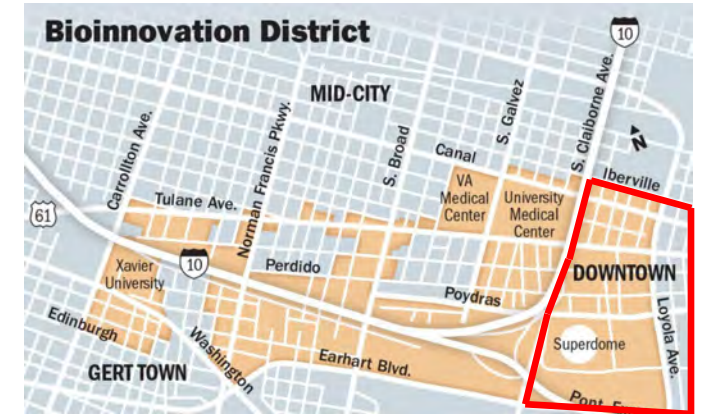 Bioinnovation District
10
MID-CITY
Carrollton Ave.
Norman Francis Pkwy.
S. Broad
S. Galvez
S. Claiborne Ave.
N
Canal
Iberville
VA
Medical
Center
University
Medical
Center
Tulane Ave.
61
Xavier
University
10
Perdido
DOWNTOWN
Poydras
Loyola Ave.
Edinburgh
Washington
Superdome
GERT TOWN
Earhart Blvd.
Pont.